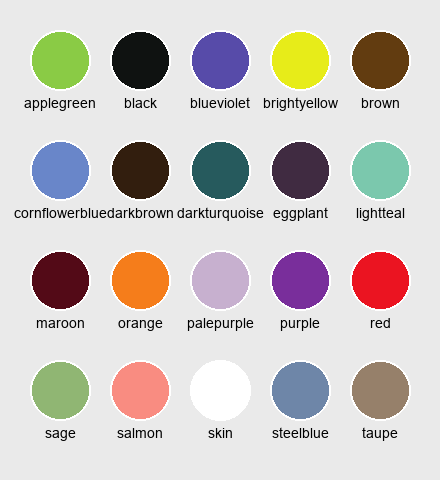 applegreen black blueviolet brightyellow brown
cornflowerblue darkbrown darkturquoise eggplant lightteal
maroon orange palepurple purple red
sage salmon skin steelblue taupe